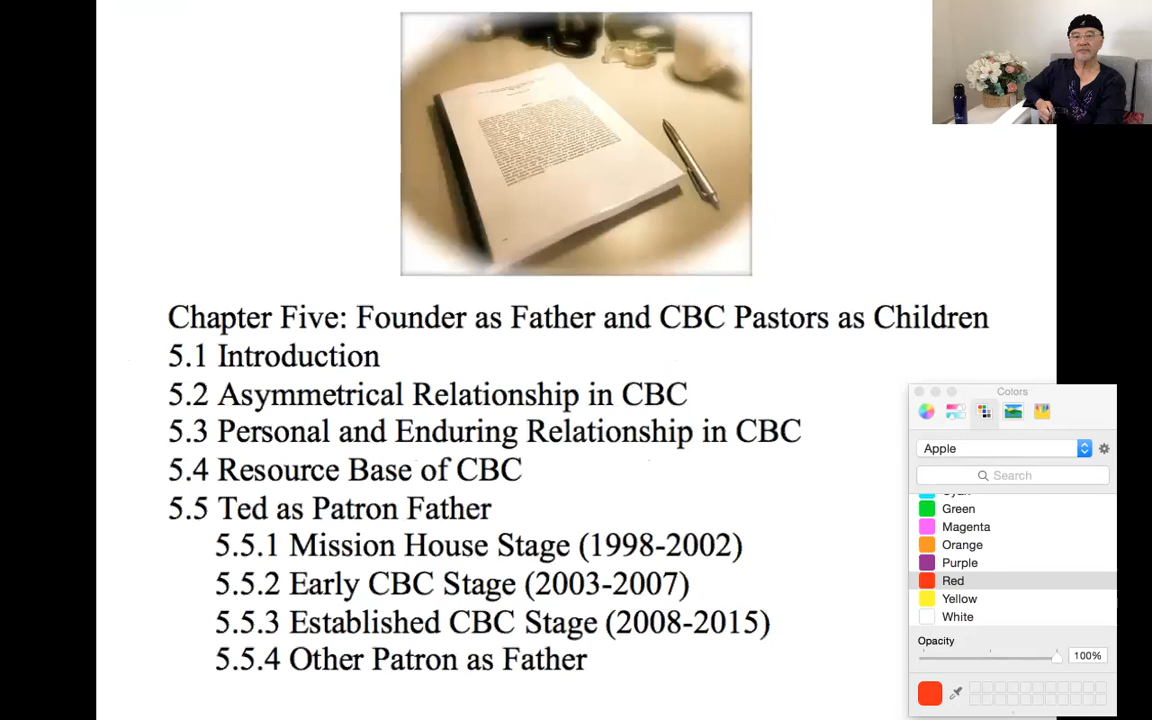 Chapter Five: Founder as Father and CBC Pastors as Children
5.1 Introduction
5.2 Asymmetrical Relationship in CBC
5.3 Personal and Enduring Relationship in CBC
5.4 Resource Base of CBC
5.5 Ted as Patron Father
5.5.1 Mission House Stage (1998-2002)
5.5.2 Early CBC Stage (2003-2007)
5.5.3 Established CBC Stage (2008-2015)
5.5.4 Other Patron as Father
Colors
Apple
Search
Green
Magenta
Orange
Purple
Red
Yellow
White
Opacity
100%